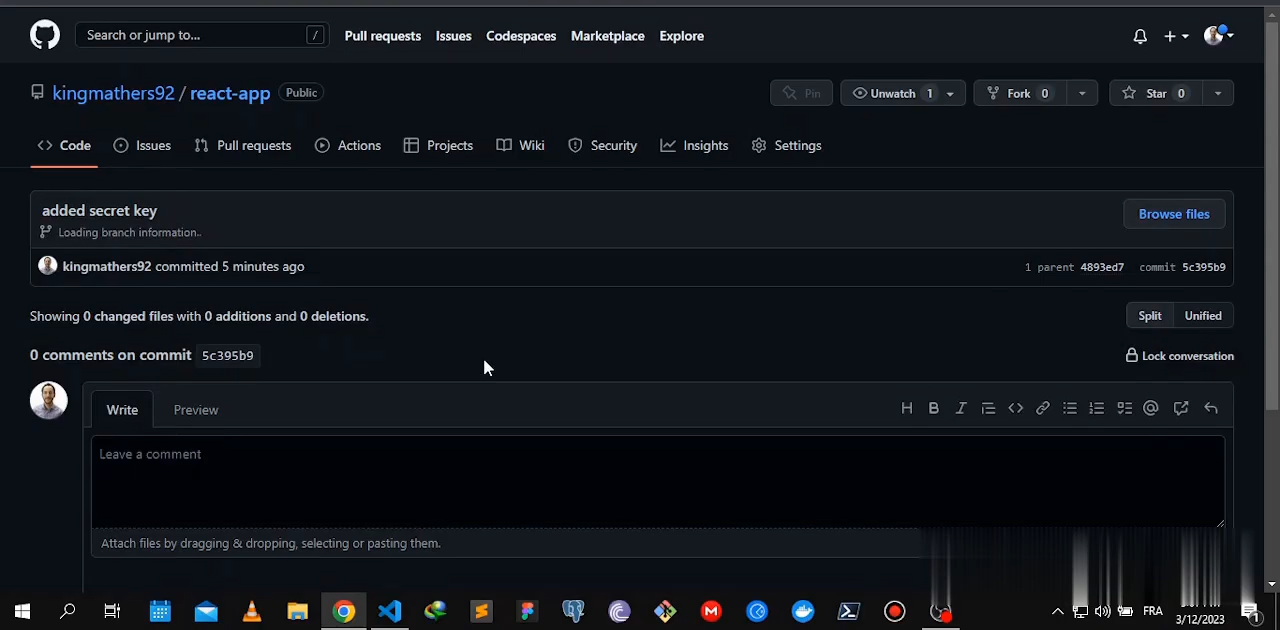 Search or jump to... / Pull requests Issues Codespaces Marketplace Explore
kingmathers92 / react-app Public Pin Unwatch 1 Fork 0 Star 0
Code Issues Pull requests Actions Projects Wiki Security Insights Settings
added secret key Browse files
Loading branch information..
kingmathers92 committed 5 minutes ago 1 parent 4893ed7 commit 5c395b9
Showing 0 changed files with 0 additions and 0 deletions. Split Unified
0 comments on commit 5c395b9 Lock conversation
Write Preview H B I @
Leave a comment
Attach files by dragging & dropping, selecting or pasting them.
M FRA 1
3/12/2023